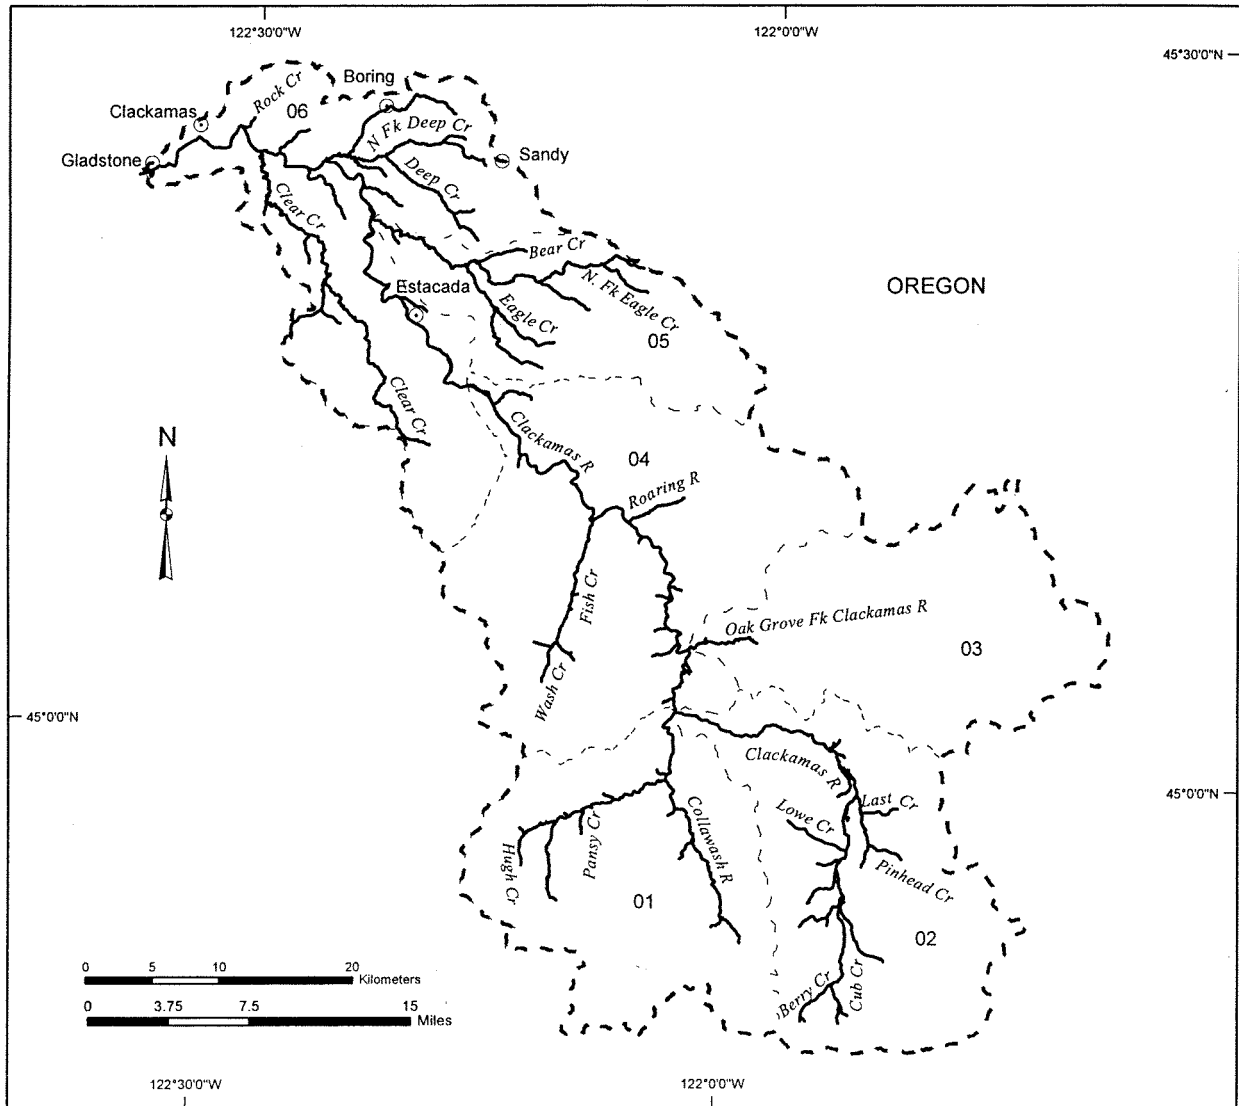 122°30'0"W
122°0'0"W
45°30'0"N
Boring
Rock Cr
Clackamas
06
N Fk Deep Cr
Gladstone
Sandy
Deep Cr
Clear Cr
Bear Cr
Estacada
N. Fk Eagle Cr
OREGON
Eagle Cr
05
Clear Cr
Clackamas R
N
04
Roaring R
Fish Cr
Oak Grove Fk Clackamas R
03
Wash Cr
45°0'0"N
Clackamas R
45°0'0"N
Last Cr
Lowe Cr
Collawash R
Pansy Cr
Hugh Cr
Pinhead Cr
01
02
Berry Cr
Cub Cr
0 5 10 20
Kilometers
0 3.75 7.5 15
Miles
122°30'0"W
122°0'0"W